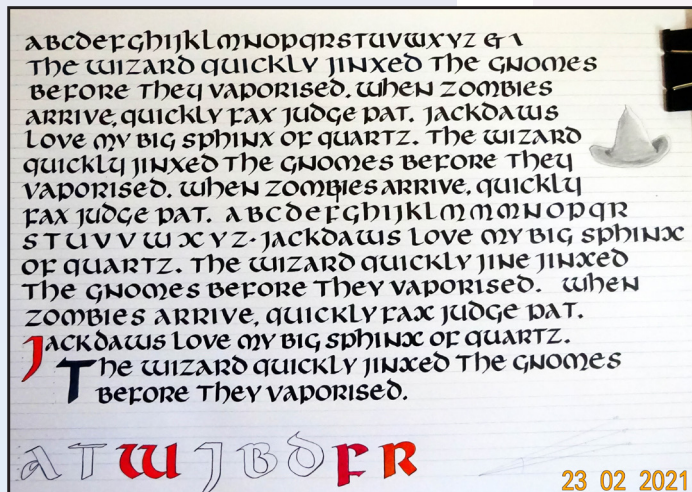 ABCDEFGHIJKLMNOPQRSTUVWXYZ & 1
THE WIZARD QUICKLY JINXED THE GNOMES
BEFORE THEY VAPORISED. WHEN ZOMBIES
ARRIVE, QUICKLY FAX JUDGE PAT. JACKDAWS
LOVE MY BIG SPHINX OF QUARTZ. THE WIZARD
QUICKLY JINXED THE GNOMES BEFORE THEY
VAPORISED. WHEN ZOMBIES ARRIVE, QUICKLY
FAX JUDGE PAT. ABCDEFGHIJKLMMMNOPQR
STUVVWXYZ· JACKDAWS LOVE MY BIG SPHINX
OF QUARTZ. THE WIZARD QUICKLY JINE JINXED
THE GNOMES BEFORE THEY VAPORISED. WHEN
ZOMBIES ARRIVE, QUICKLY FAX JUDGE PAT.
JACKDAWS LOVE MY BIG SPHINX OF QUARTZ.
THE WIZARD QUICKLY JINXED THE GNOMES
BEFORE THEY VAPORISED.
A T W J B D F R
23 02 2021